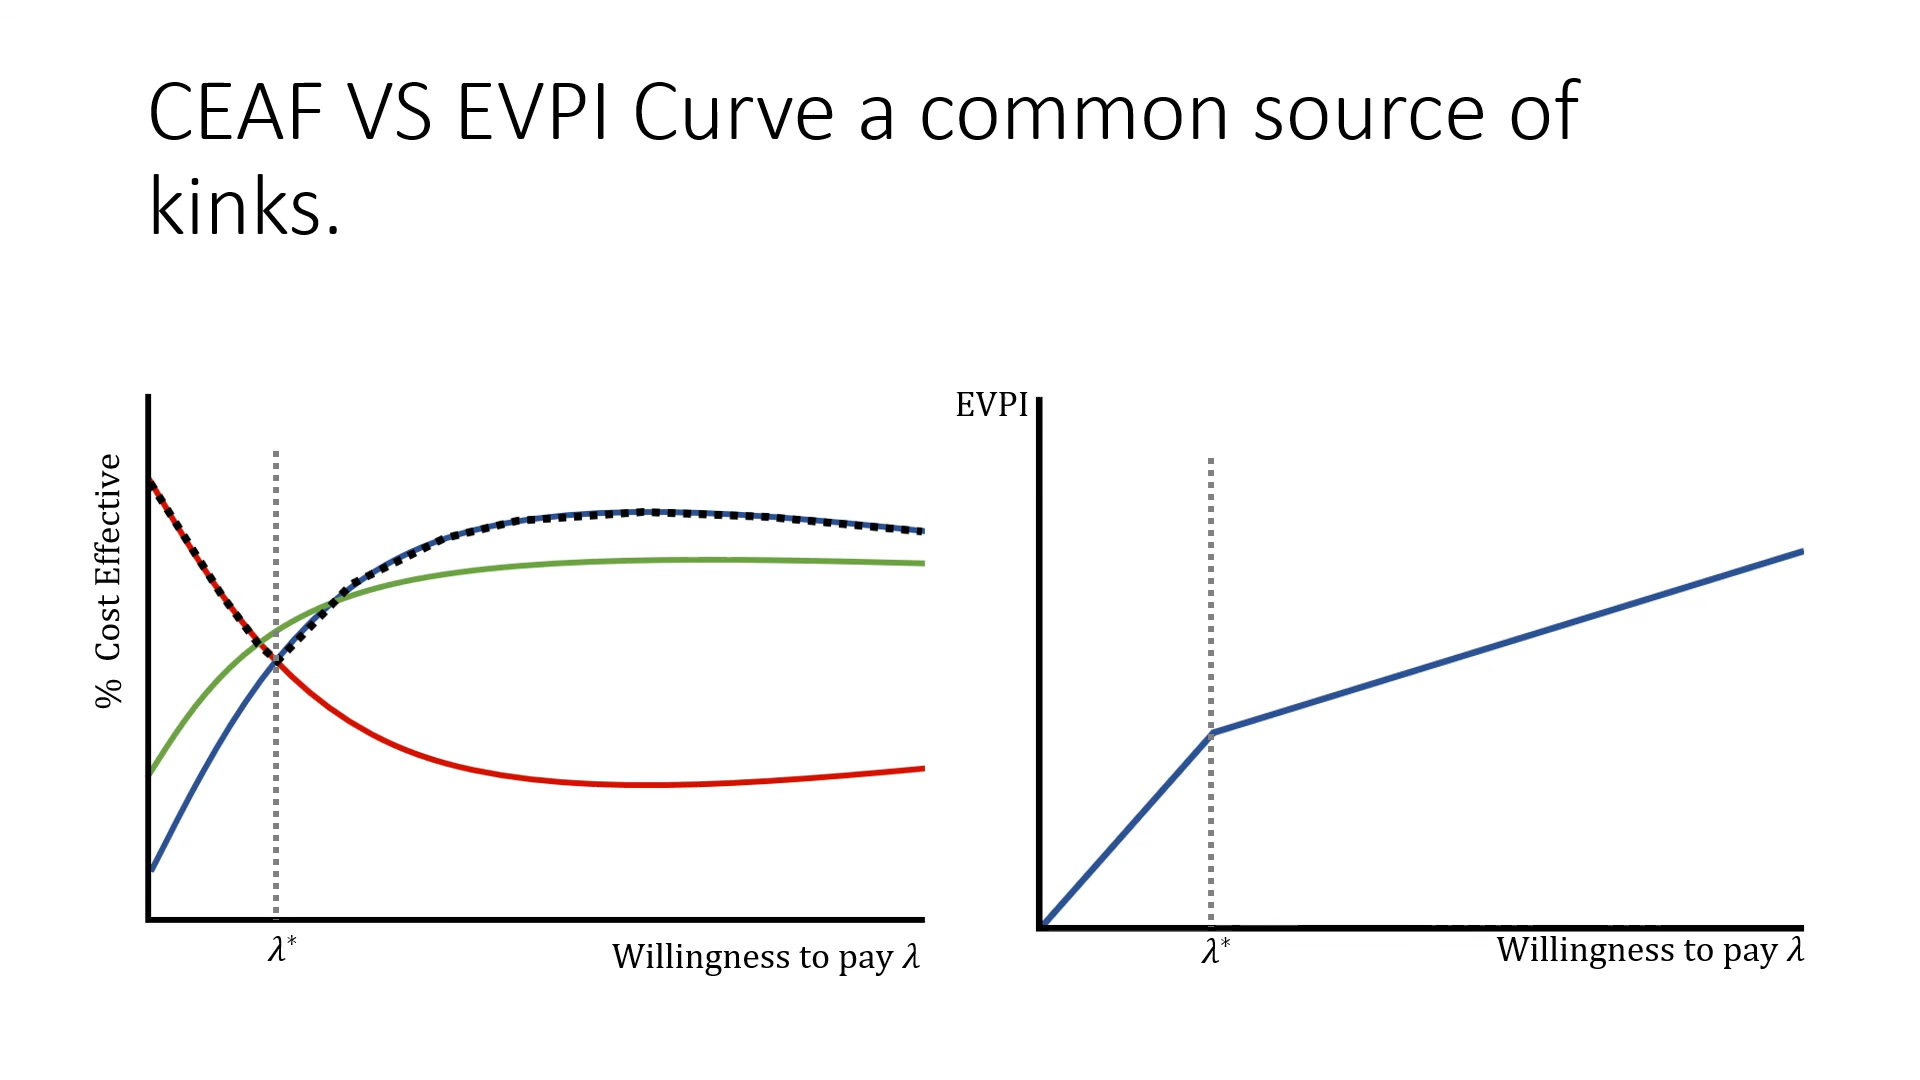 CEAF VS EVPI Curve a common source of
kinks.
% Cost Effective
λ*
Willingness to pay λ
EVPI
λ*
Willingness to pay λ